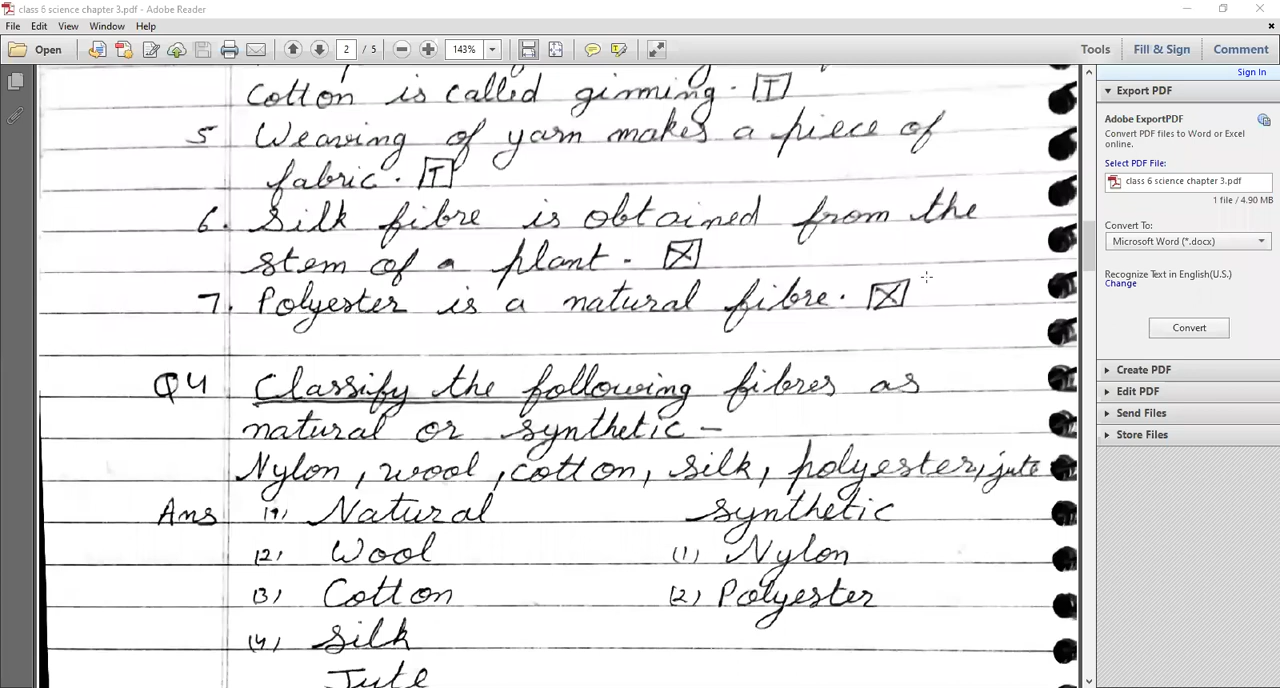 class 6 science chapter 3.pdf - Adobe Reader
File Edit View Window Help
Open 2 / 5 143% Tools Fill & Sign Comment
Sign In
Export PDF
Adobe ExportPDF
Convert PDF files to Word or Excel online.
Select PDF File:
class 6 science chapter 3.pdf
1 file / 4.90 MB
Convert To:
Microsoft Word (*.docx)
Recognize Text in English(U.S.)
Change
Convert
Create PDF
Edit PDF
Send Files
Store Files
Cotton is called ginning. T
5 Weaving of yarn makes a piece of
fabric. T
6. Silk fibre is obtained from the
stem of a plant. X
7. Polyester is a natural fibre. X
Q4 Classify the following fibres as
natural or synthetic -
Nylon, wool, cotton, silk, polyester, jute
Ans (1) Natural synthetic
(2) Wool (1) Nylon
(3) Cotton (2) Polyester
(4) Silk
Jute